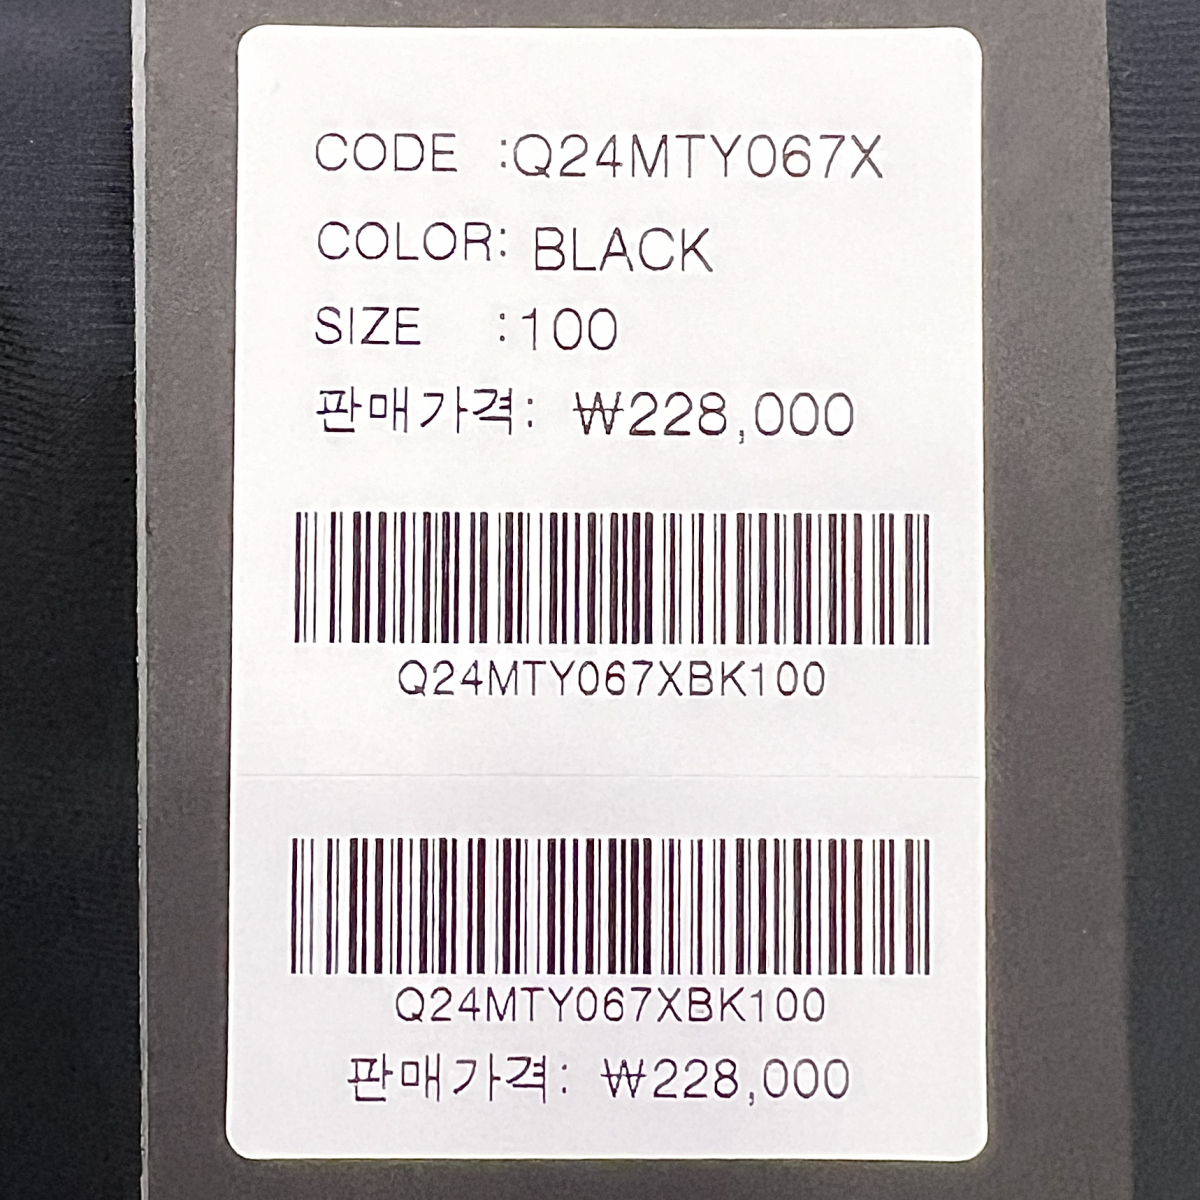 CODE :Q24MTY067X
COLOR: BLACK
SIZE :100
판매가격: ₩228,000
Q24MTY067XBK100
Q24MTY067XBK100
판매가격: ₩228,000